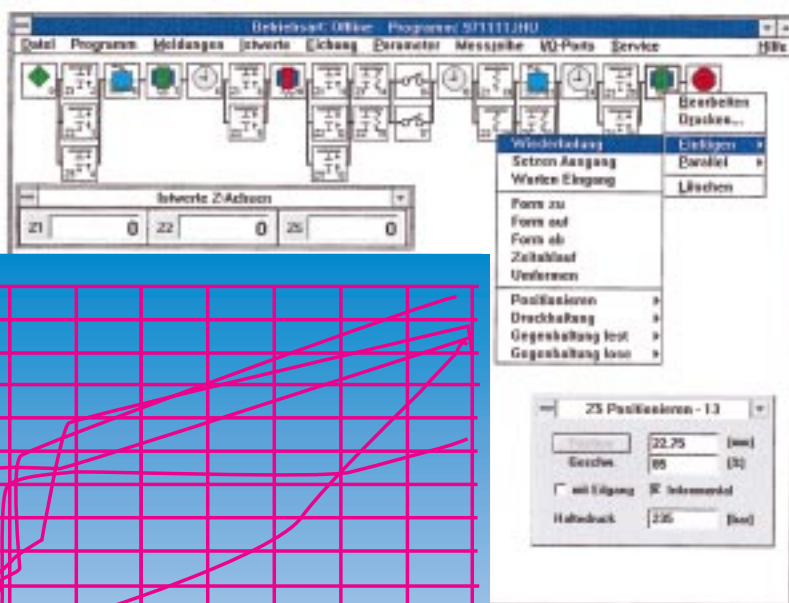 Betriebsart: Offline Programm: 971111JHU
Datei Programm Meldungen Istwerte Eichung Parameter Messreihe I/O-Ports Service Hilfe
Bearbeiten
Drucken...
Einfügen
Parallel
Löschen
Wiederholung
Setzen Ausgang
Warten Eingang
Form zu
Form auf
Form ab
Zeitablauf
Umformen
Positionieren
Druckhaltung
Gegenhaltung fest
Gegenhaltung lose
Istwerte Z-Achsen
Z1 0 Z2 0 Z5 0
Z5 Positionieren - 13
Position 22.75 [mm]
Geschw. 85 [%]
mit Eilgang Inkremental
Haltedruck 235 [bar]